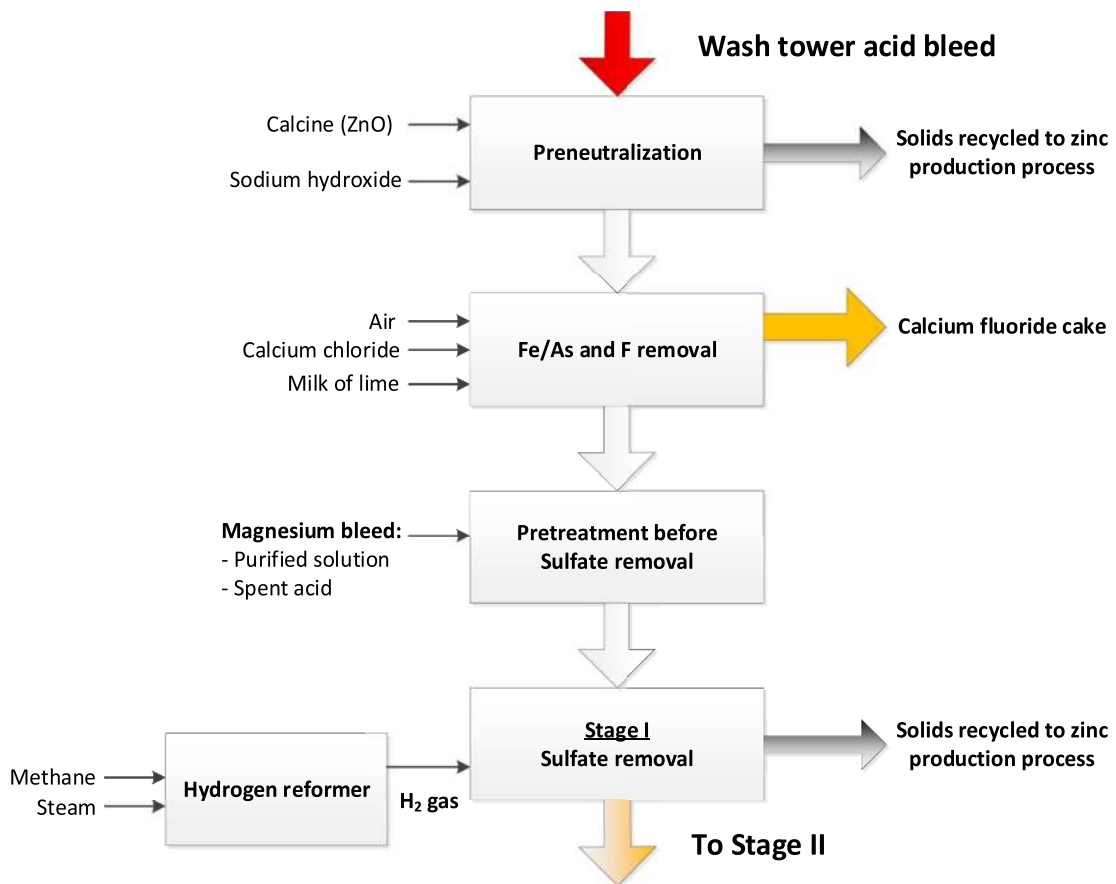 Wash tower acid bleed
Calcine (ZnO)
Sodium hydroxide
Preneutralization
Solids recycled to zinc
production process
Air
Calcium chloride
Milk of lime
Fe/As and F removal
Calcium fluoride cake
Magnesium bleed:
- Purified solution
- Spent acid
Pretreatment before
Sulfate removal
Stage I
Sulfate removal
Solids recycled to zinc
production process
Methane
Steam
Hydrogen reformer
H₂ gas
To Stage II